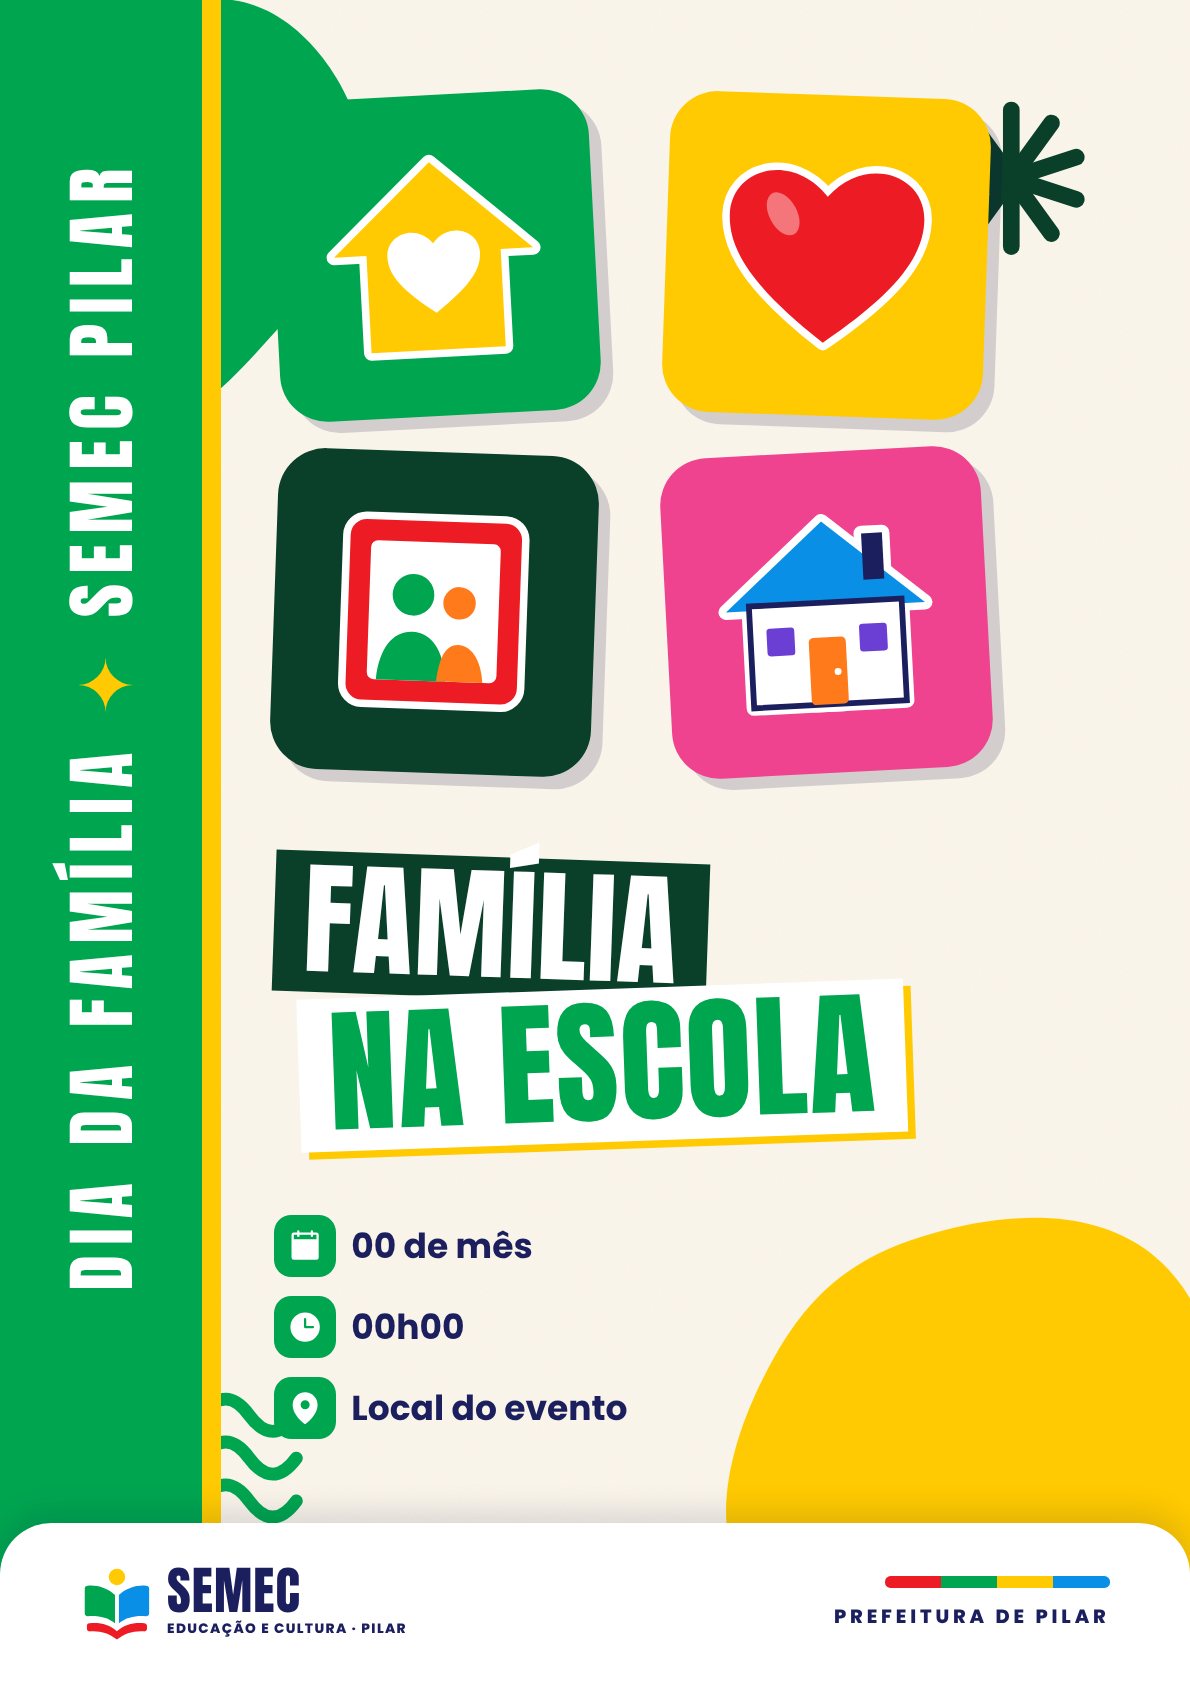 DIA DA FAMÍLIA ✦ SEMEC PILAR
FAMÍLIA
NA ESCOLA
00 de mês
00h00
Local do evento
SEMEC
EDUCAÇÃO E CULTURA · PILAR
PREFEITURA DE PILAR